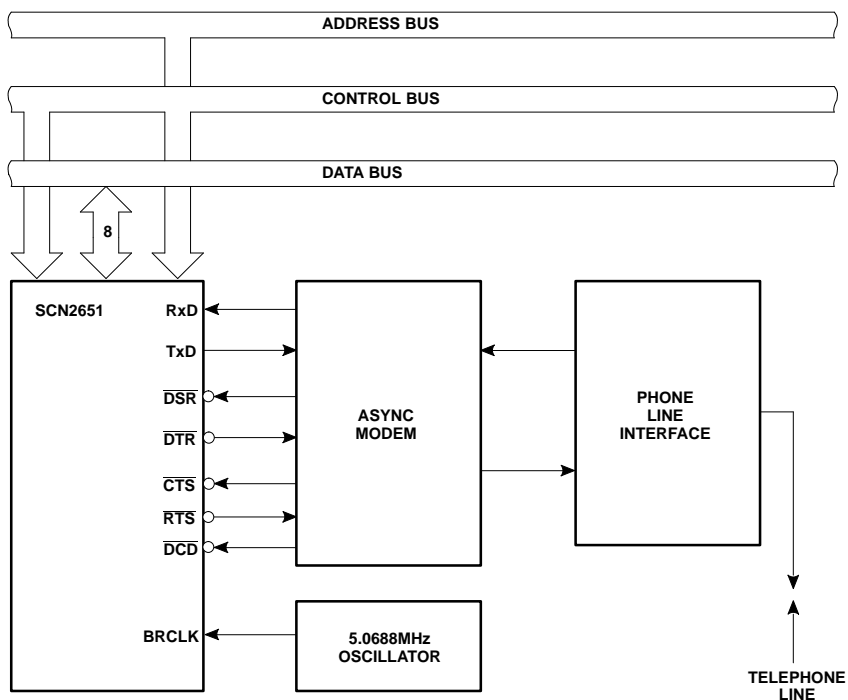 ADDRESS BUS
CONTROL BUS
DATA BUS
8
SCN2651
RxD
TxD
DSR
DTR
CTS
RTS
DCD
BRCLK
ASYNC
MODEM
PHONE
LINE
INTERFACE
5.0688MHz
OSCILLATOR
TELEPHONE
LINE